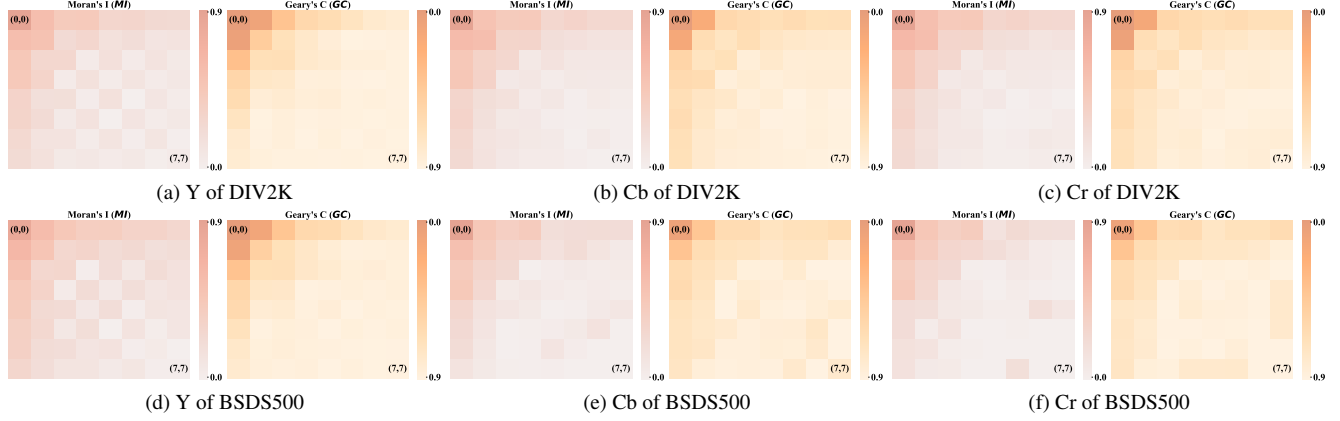 Moran's I (MI) Geary's C (GC) Moran's I (MI) Geary's C (GC) Moran's I (MI) Geary's C (GC)
(0,0) 0.9 (0,0) 0.0 (0,0) 0.9 (0,0) 0.0 (0,0) 0.9 (0,0) 0.0
(7,7) (7,7) (7,7) (7,7) (7,7) (7,7)
0.0 0.9 0.0 0.9 0.0 0.9
(a) Y of DIV2K (b) Cb of DIV2K (c) Cr of DIV2K
Moran's I (MI) Geary's C (GC) Moran's I (MI) Geary's C (GC) Moran's I (MI) Geary's C (GC)
(0,0) 0.9 (0,0) 0.0 (0,0) 0.9 (0,0) 0.0 (0,0) 0.9 (0,0) 0.0
(7,7) (7,7) (7,7) (7,7) (7,7) (7,7)
0.0 0.9 0.0 0.9 0.0 0.9
(d) Y of BSDS500 (e) Cb of BSDS500 (f) Cr of BSDS500